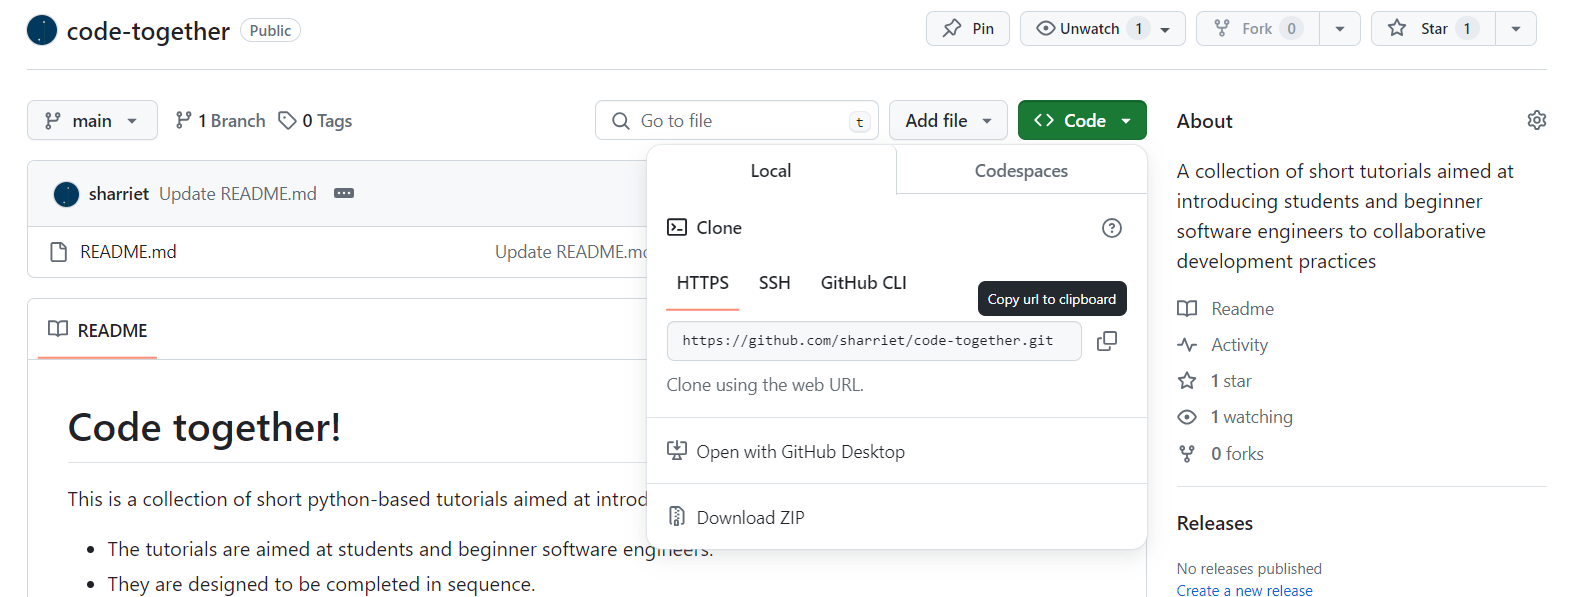 code-together Public Pin Unwatch 1 Fork 0 Star 1
main 1 Branch 0 Tags Go to file t Add file Code
sharriet Update README.md
README.md Update README.md
README
Code together!
This is a collection of short python-based tutorials aimed at
The tutorials are aimed at students and beginner software engineers.
They are designed to be completed in sequence.
Local Codespaces
Clone
HTTPS SSH GitHub CLI
Copy url to clipboard
https://github.com/sharriet/code-together.git
Clone using the web URL.
Open with GitHub Desktop
Download ZIP
About
A collection of short tutorials aimed at
introducing students and beginner
software engineers to collaborative
development practices
Readme
Activity
1 star
1 watching
0 forks
Releases
No releases published
Create a new release